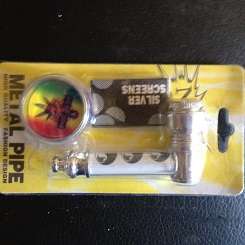 SILVER
SCREENS
METAL PIPE
HIGH QUALITY FASHION DESIGN